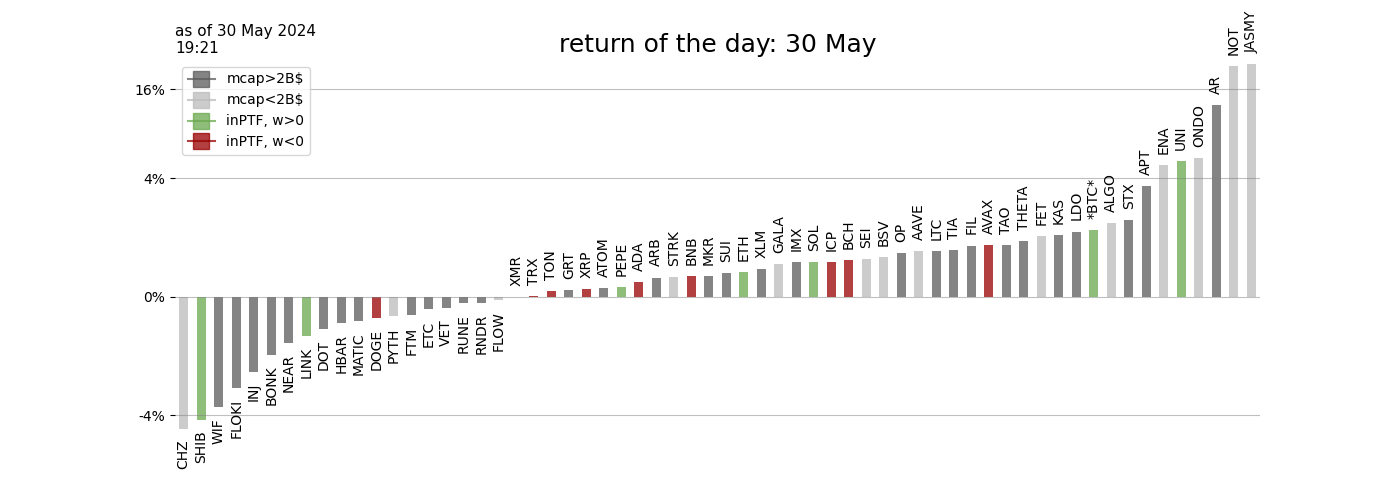 as of 30 May 2024
19:21
return of the day: 30 May
mcap>2B$
mcap<2B$
inPTF, w>0
inPTF, w<0
16%
4%
0%
-4%
CHZ
SHIB
WIF
FLOKI
INJ
BONK
NEAR
LINK
DOT
HBAR
MATIC
DOGE
PYTH
FTM
ETC
VET
RUNE
RNDR
FLOW
XMR
TRX
TON
GRT
XRP
ATOM
PEPE
ADA
ARB
STRK
BNB
MKR
SUI
ETH
XLM
GALA
IMX
SOL
ICP
BCH
SEI
BSV
OP
AAVE
LTC
TIA
FIL
AVAX
TAO
THETA
FET
KAS
LDO
*BTC*
ALGO
STX
APT
ENA
UNI
ONDO
AR
NOT
JASMY